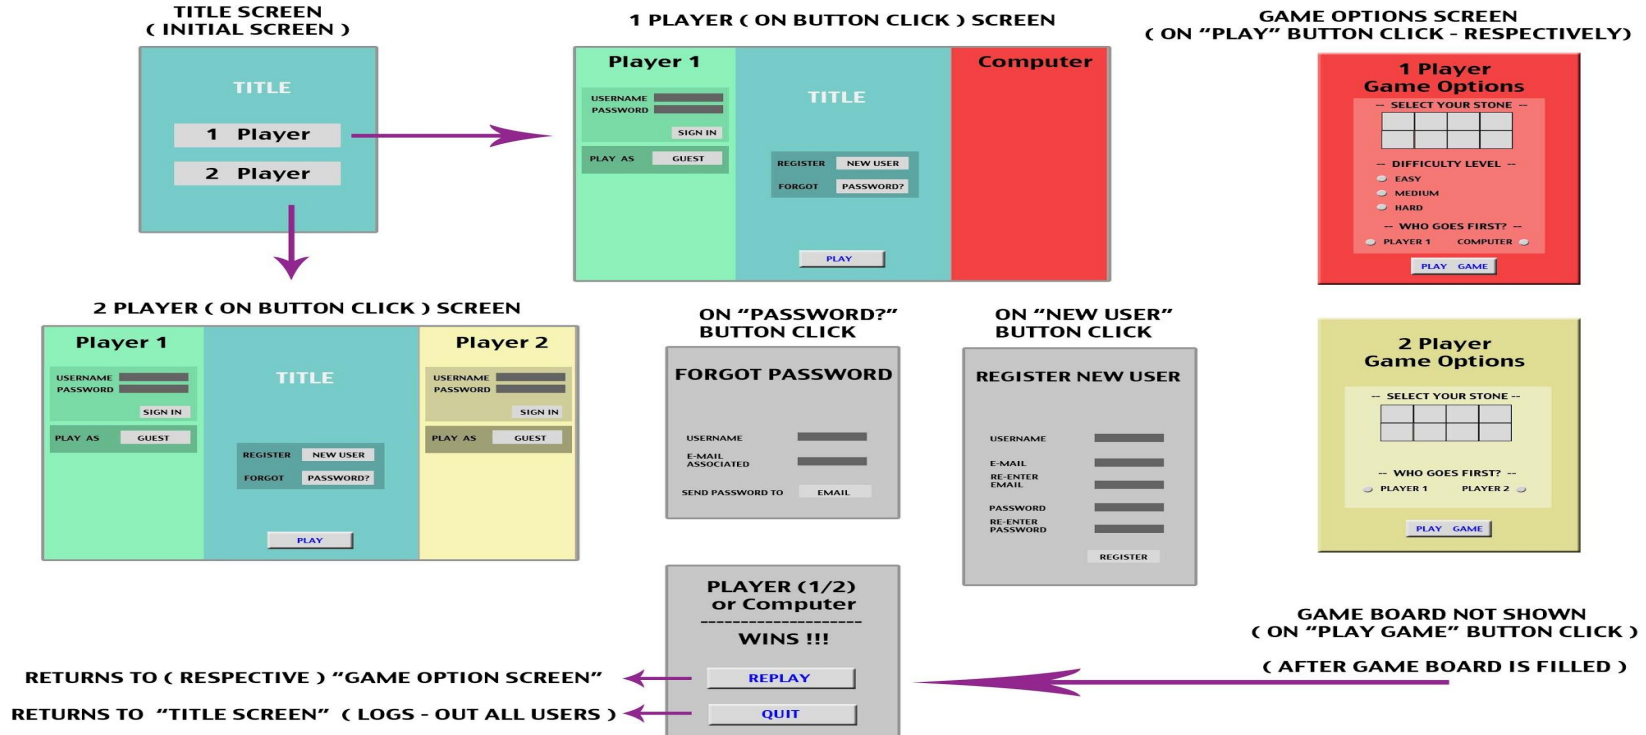 TITLE SCREEN
( INITIAL SCREEN )
TITLE
1 Player
2 Player
1 PLAYER ( ON BUTTON CLICK ) SCREEN
Player 1
USERNAME
PASSWORD
SIGN IN
PLAY AS GUEST
TITLE
REGISTER NEW USER
FORGOT PASSWORD?
PLAY
Computer
GAME OPTIONS SCREEN
( ON “PLAY” BUTTON CLICK - RESPECTIVELY)
1 Player
Game Options
-- SELECT YOUR STONE --
-- DIFFICULTY LEVEL --
EASY
MEDIUM
HARD
-- WHO GOES FIRST? --
PLAYER 1 COMPUTER
PLAY GAME
2 PLAYER ( ON BUTTON CLICK ) SCREEN
Player 1
USERNAME
PASSWORD
SIGN IN
PLAY AS GUEST
TITLE
REGISTER NEW USER
FORGOT PASSWORD?
PLAY
Player 2
USERNAME
PASSWORD
SIGN IN
PLAY AS GUEST
ON “PASSWORD?”
BUTTON CLICK
FORGOT PASSWORD
USERNAME
E-MAIL
ASSOCIATED
SEND PASSWORD TO EMAIL
ON “NEW USER”
BUTTON CLICK
REGISTER NEW USER
USERNAME
E-MAIL
RE-ENTER
EMAIL
PASSWORD
RE-ENTER
PASSWORD
REGISTER
2 Player
Game Options
-- SELECT YOUR STONE --
-- WHO GOES FIRST? --
PLAYER 1 PLAYER 2
PLAY GAME
PLAYER (1/2)
or Computer
--------------------
WINS !!!
REPLAY
QUIT
GAME BOARD NOT SHOWN
( ON “PLAY GAME” BUTTON CLICK )
( AFTER GAME BOARD IS FILLED )
RETURNS TO ( RESPECTIVE ) “GAME OPTION SCREEN”
RETURNS TO “TITLE SCREEN” ( LOGS - OUT ALL USERS )